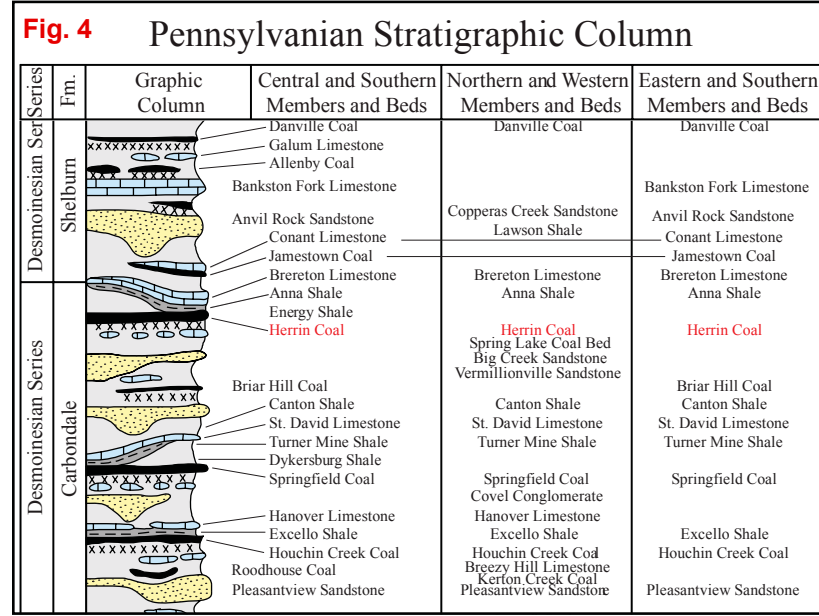 Fig. 4
Pennsylvanian Stratigraphic Column
Series
Fm.
Graphic
Column
Central and Southern
Members and Beds
Northern and Western
Members and Beds
Eastern and Southern
Members and Beds
Desmoinesian Ser
Shelburn
Desmoinesian Series
Carbondale
Danville Coal
Galum Limestone
Allenby Coal
Bankston Fork Limestone
Anvil Rock Sandstone
Conant Limestone
Jamestown Coal
Brereton Limestone
Anna Shale
Energy Shale
Herrin Coal
Briar Hill Coal
Canton Shale
St. David Limestone
Turner Mine Shale
Dykersburg Shale
Springfield Coal
Hanover Limestone
Excello Shale
Houchin Creek Coal
Roodhouse Coal
Pleasantview Sandstone
Danville Coal
Copperas Creek Sandstone
Lawson Shale
Brereton Limestone
Anna Shale
Herrin Coal
Spring Lake Coal Bed
Big Creek Sandstone
Vermillionville Sandstone
Canton Shale
St. David Limestone
Turner Mine Shale
Springfield Coal
Covel Conglomerate
Hanover Limestone
Excello Shale
Houchin Creek Coal
Breezy Hill Limestone
Kerton Creek Coal
Pleasantview Sandstone
Danville Coal
Bankston Fork Limestone
Anvil Rock Sandstone
Conant Limestone
Jamestown Coal
Brereton Limestone
Anna Shale
Herrin Coal
Briar Hill Coal
Canton Shale
St. David Limestone
Turner Mine Shale
Springfield Coal
Excello Shale
Houchin Creek Coal
Pleasantview Sandstone